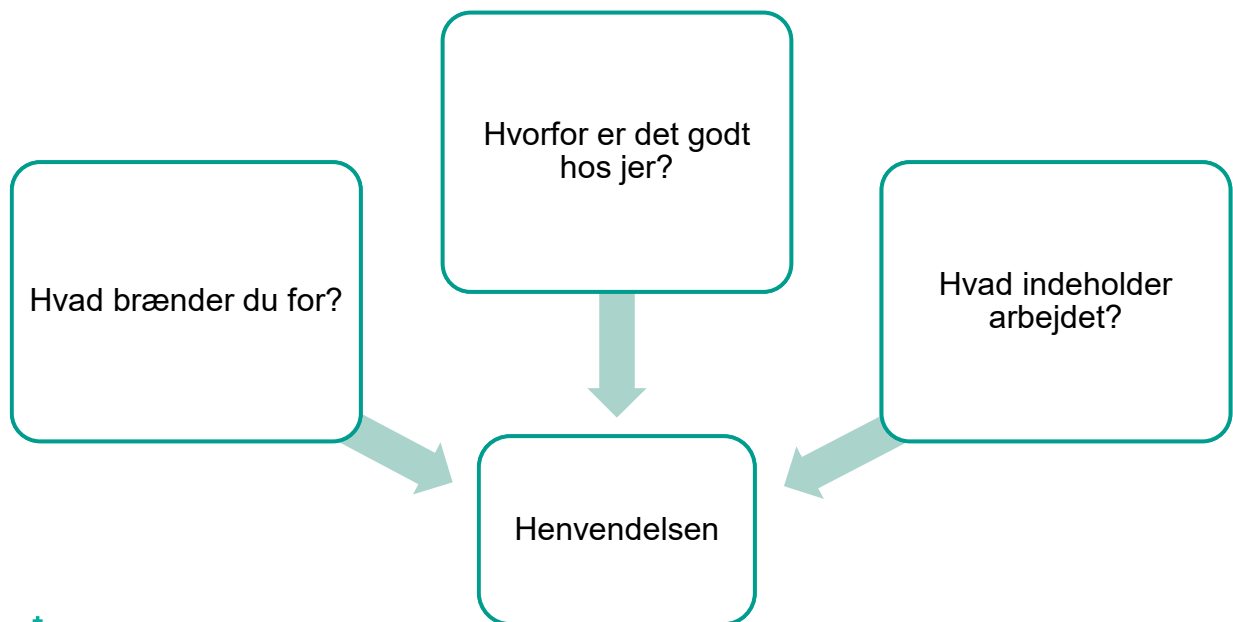 Hvorfor er det godt
hos jer?
Hvad brænder du for?
Hvad indeholder
arbejdet?
Henvendelsen